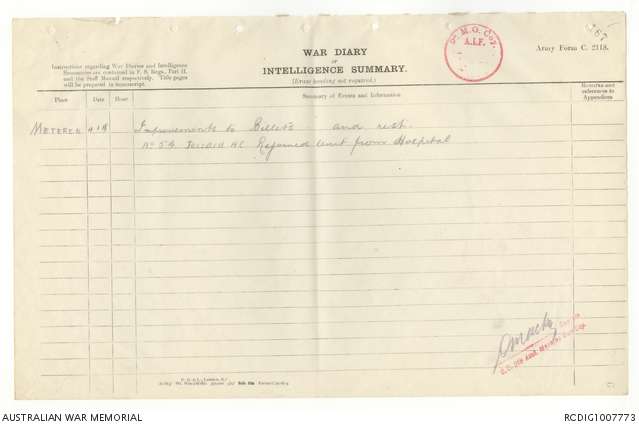 167
M.G. Coy.
A.I.F.
Army Form C. 2118.
WAR DIARY
or
INTELLIGENCE SUMMARY.
(Erase heading not required.)
Instructions regarding War Diaries and Intelligence
Summaries are contained in F. S. Regs., Part II.
and the Staff Manual respectively. Title pages
will be prepared in manuscript.
Place
Date
Hour
Summary of Events and Information
Remarks and
references to
Appendices
METEREN
Improvements to Billets and rest.
No 54 Rejoined unit from Hospital
AUSTRALIAN WAR MEMORIAL
RCDIG1007773